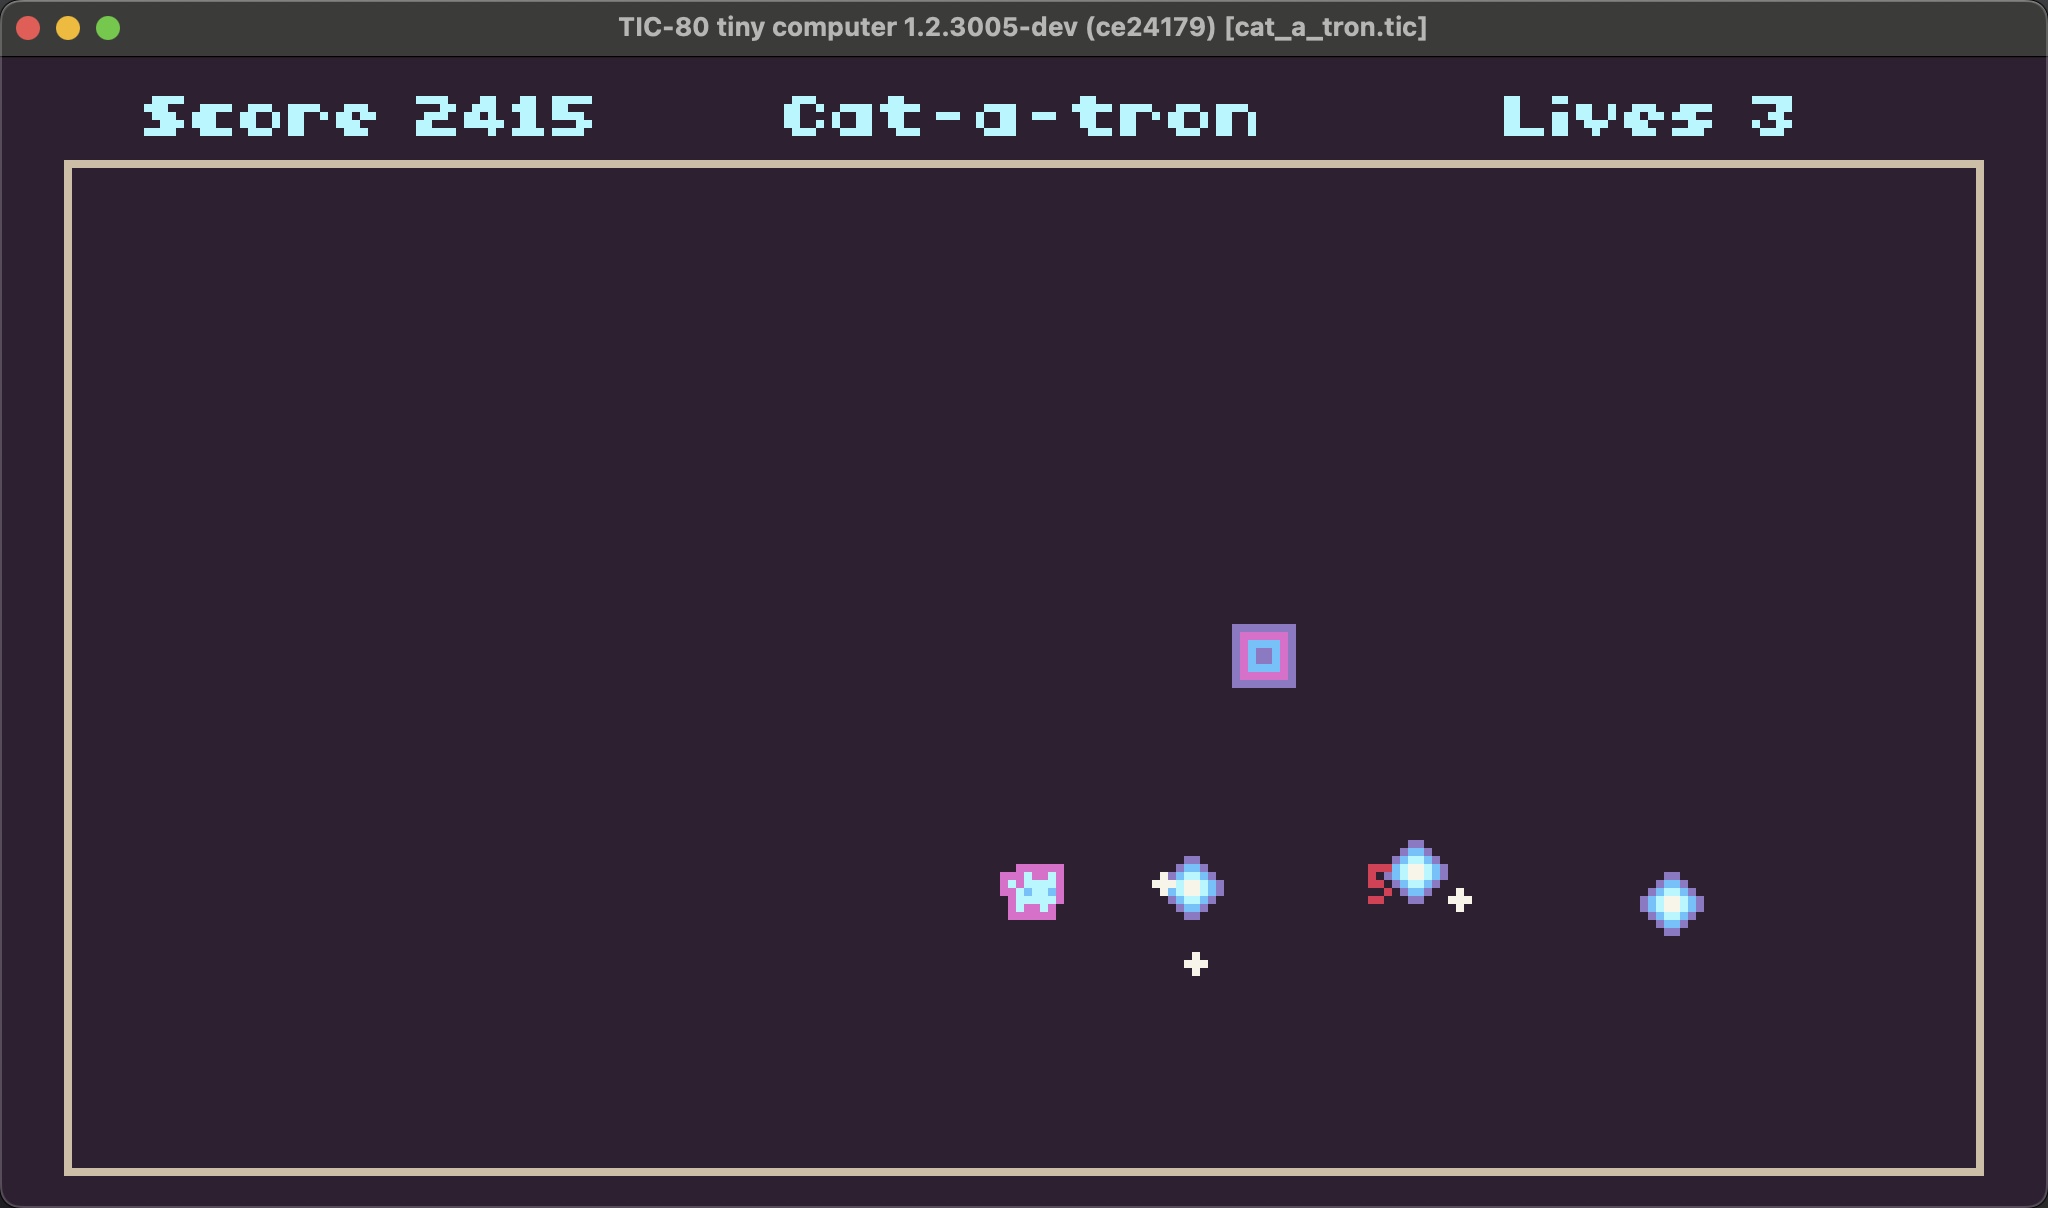 TIC-80 tiny computer 1.2.3005-dev (ce24179) [cat_a_tron.tic]
Score 2415 Cat-a-tron Lives 3
5